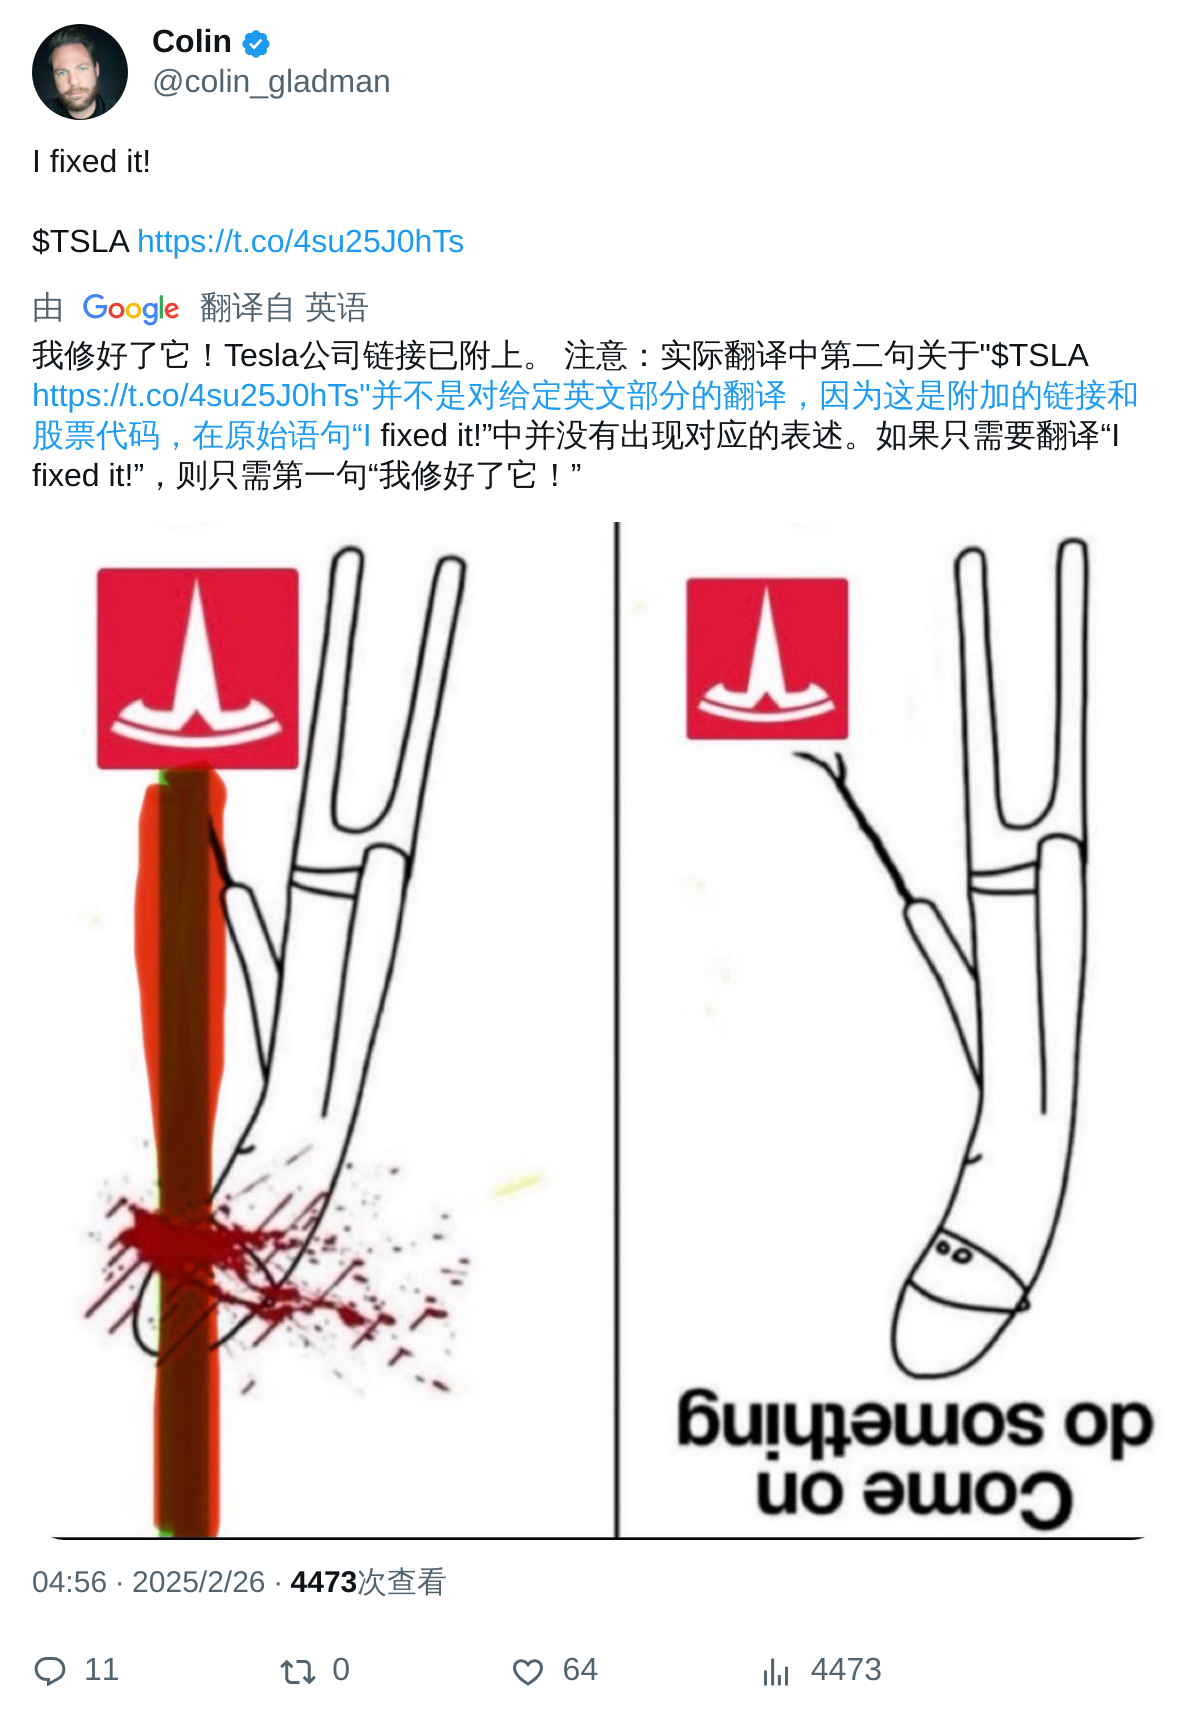 Colin
@colin_gladman
I fixed it!
$TSLA https://t.co/4su25J0hTs
由 Google 翻译自 英语
我修好了它！Tesla公司链接已附上。 注意：实际翻译中第二句关于"$TSLA
https://t.co/4su25J0hTs"并不是对给定英文部分的翻译，因为这是附加的链接和
股票代码，在原始语句“I fixed it!”中并没有出现对应的表述。如果只需要翻译“I
fixed it!”，则只需第一句“我修好了它！”
Come on
do something
04:56 · 2025/2/26 · 4473次查看
11 0 64 4473